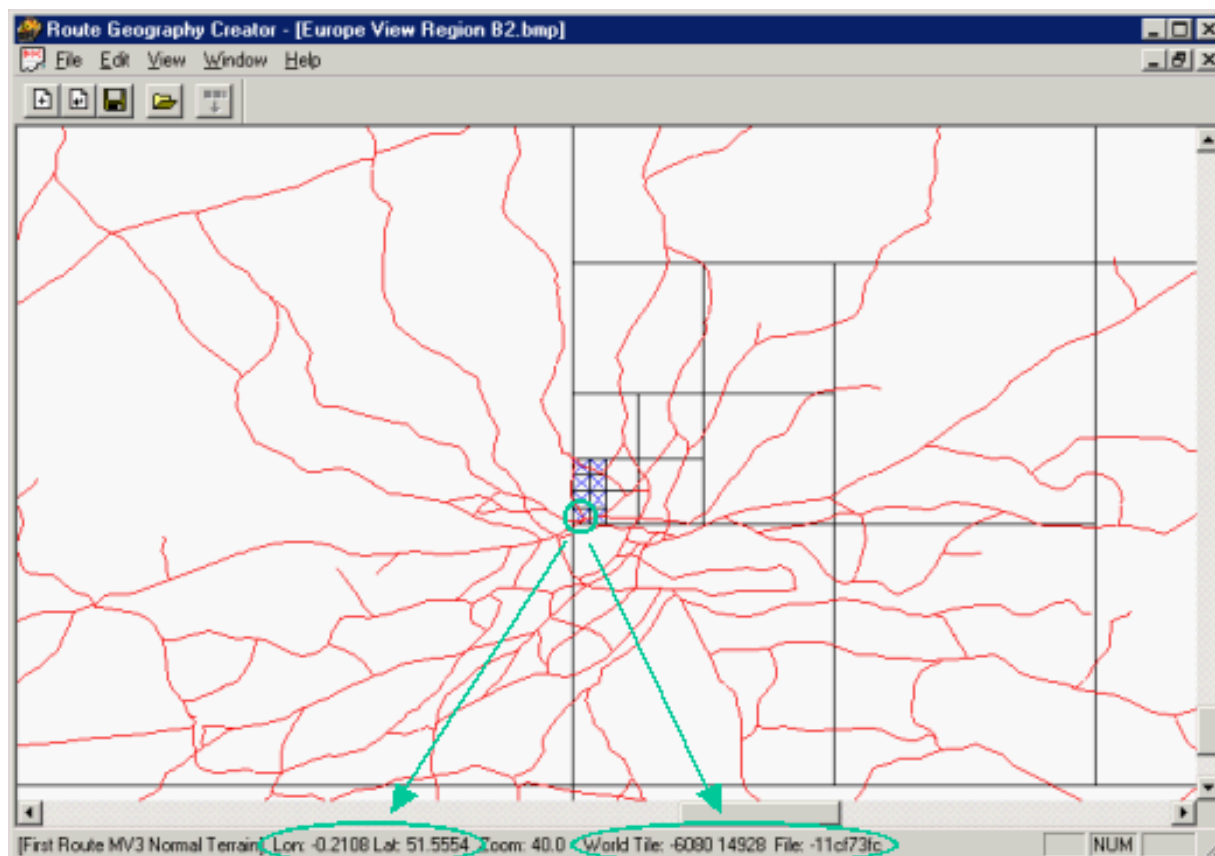 Route Geography Creator - [Europe View Region B2.bmp]
File Edit View Window Help
[First Route MV3 Normal Terrain] Lon: -0.2108 Lat: 51.5554 Zoom: 40.0 World Tile: -6080 14928 File: -11cf73fc NUM